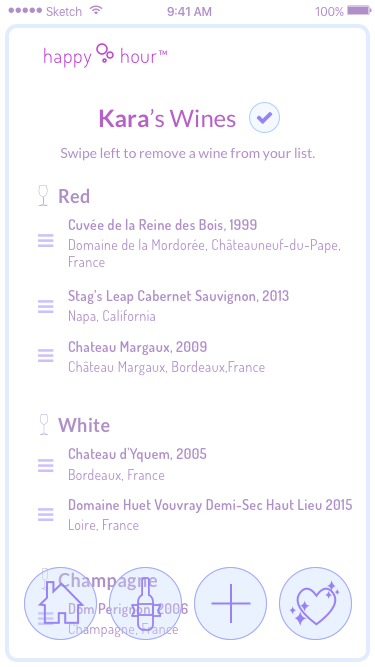 Sketch 9:41 AM 100%
happy hour™
Kara's Wines
Swipe left to remove a wine from your list.
Red
Cuvée de la Reine des Bois, 1999
Domaine de la Mordorée, Châteauneuf-du-Pape,
France
Stag's Leap Cabernet Sauvignon, 2013
Napa, California
Chateau Margaux, 2009
Château Margaux, Bordeaux,France
White
Chateau d'Yquem, 2005
Bordeaux, France
Domaine Huet Vouvray Demi-Sec Haut Lieu 2015
Loire, France
Champagne
Dom Perignon, 2006
Champagne, France